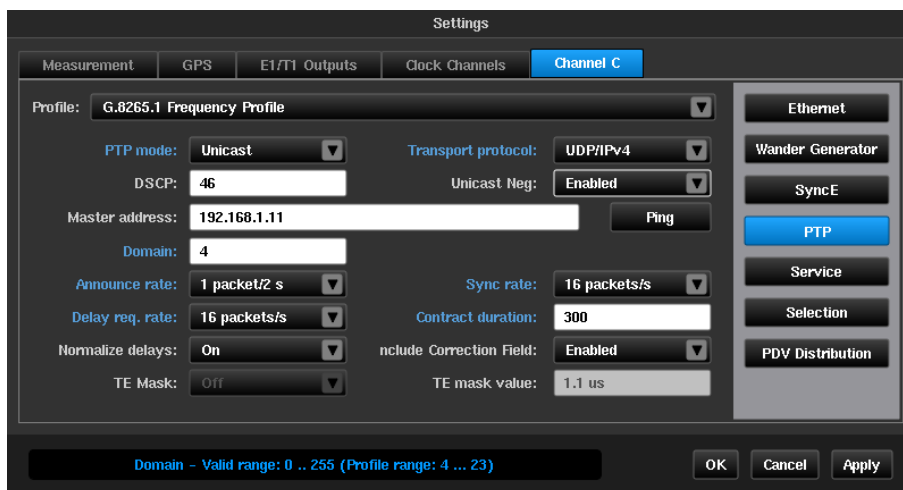 Settings
Measurement GPS E1/T1 Outputs Clock Channels Channel C
Profile: G.8265.1 Frequency Profile
Ethernet
PTP mode: Unicast Transport protocol: UDP/IPv4
Wander Generator
DSCP: 46 Unicast Neg: Enabled
SyncE
Master address: 192.168.1.11 Ping
PTP
Domain: 4
Announce rate: 1 packet/2 s Sync rate: 16 packets/s
Service
Delay req. rate: 16 packets/s Contract duration: 300
Selection
Normalize delays: On nclude Correction Field: Enabled
PDV Distribution
TE Mask: Off TE mask value: 1.1 us
Domain - Valid range: 0 .. 255 (Profile range: 4 ... 23)
OK Cancel Apply